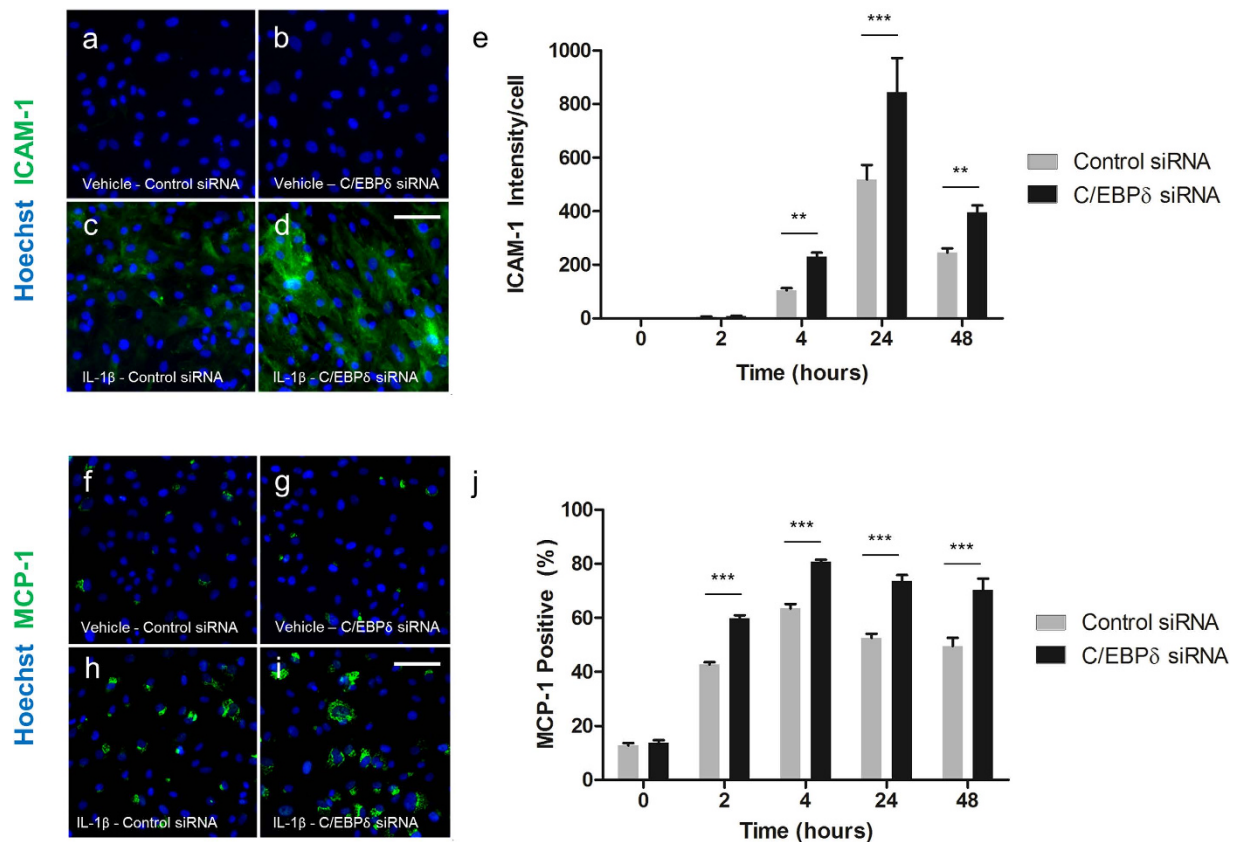 Hoechst ICAM-1
a
b
Vehicle - Control siRNA
Vehicle – C/EBPδ siRNA
c
d
IL-1β - Control siRNA
IL-1β - C/EBPδ siRNA
e
ICAM-1 Intensity/cell
1000
800
600
400
200
0
***
**
**
0 2 4 24 48
Time (hours)
Control siRNA
C/EBPδ siRNA
Hoechst MCP-1
f
g
Vehicle - Control siRNA
Vehicle – C/EBPδ siRNA
h
i
IL-1β - Control siRNA
IL-1β - C/EBPδ siRNA
j
MCP-1 Positive (%)
100
80
60
40
20
0
*** *** *** ***
0 2 4 24 48
Time (hours)
Control siRNA
C/EBPδ siRNA